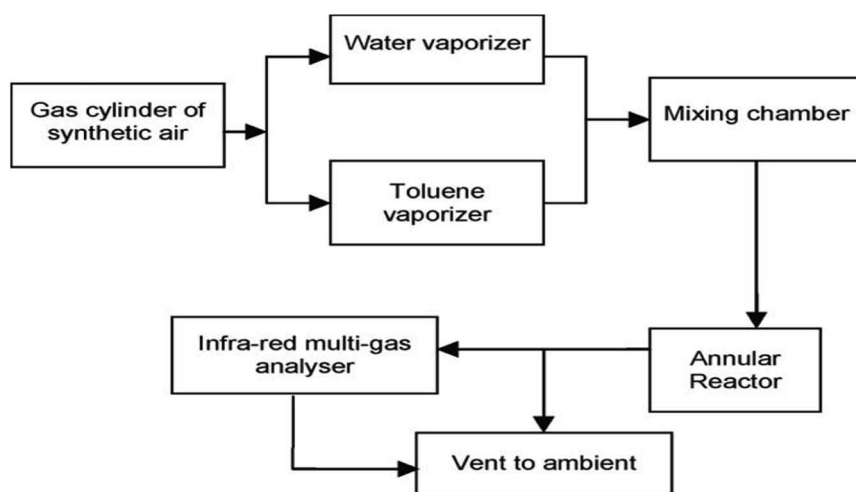 Water vaporizer
Gas cylinder of
synthetic air
Mixing chamber
Toluene
vaporizer
Infra-red multi-gas
analyser
Annular
Reactor
Vent to ambient